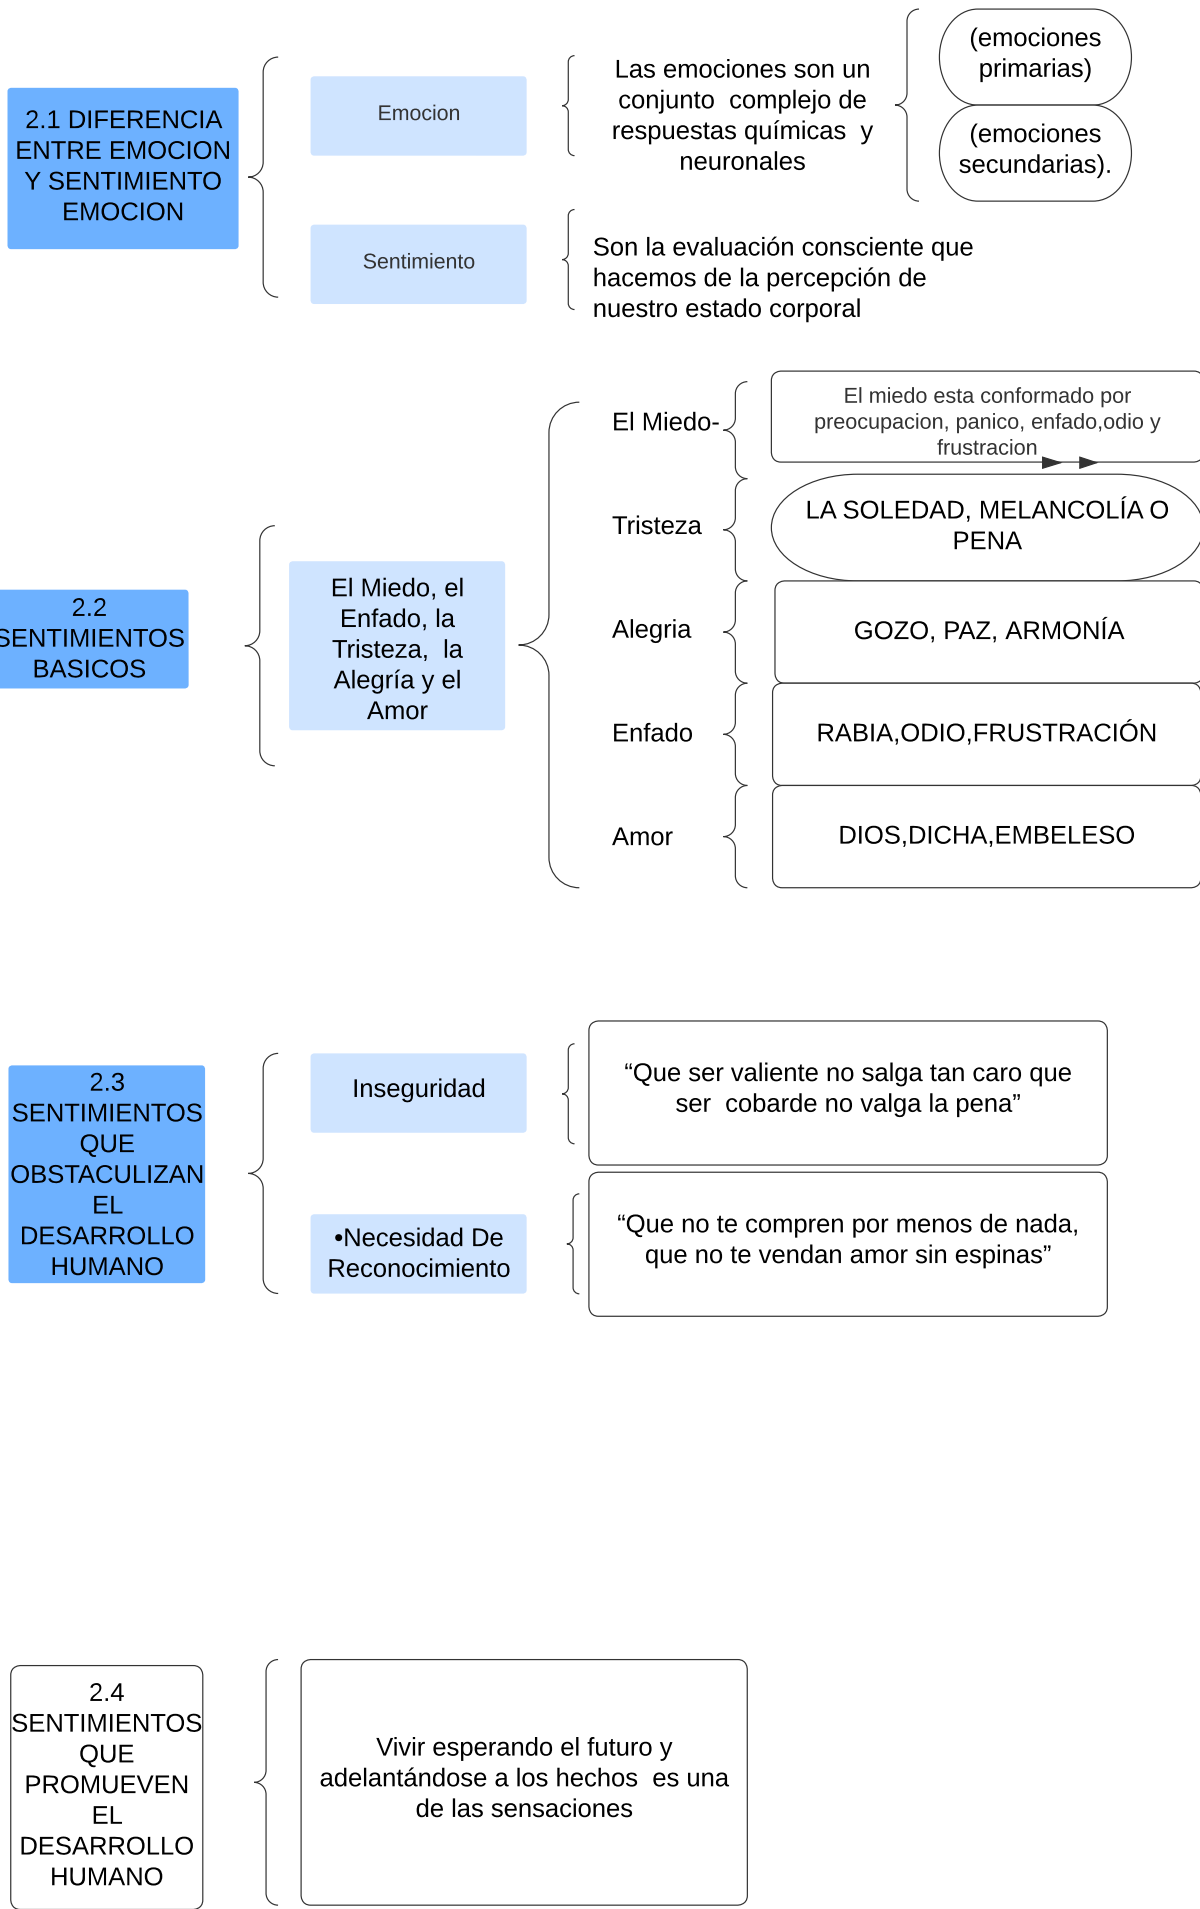 2.1 DIFERENCIA
ENTRE EMOCION
Y SENTIMIENTO
EMOCION
Emocion
Las emociones son un
conjunto  complejo de
respuestas químicas  y
neuronales
(emociones
primarias)
(emociones
secundarias).
Sentimiento
Son la evaluación consciente que
hacemos de la percepción de
nuestro estado corporal
2.2
SENTIMIENTOS
BASICOS
El Miedo, el
Enfado, la
Tristeza,  la
Alegría y el
Amor
El Miedo-
El miedo esta conformado por
preocupacion, panico, enfado,odio y
frustracion
Tristeza
LA SOLEDAD, MELANCOLÍA O
PENA
Alegria
GOZO, PAZ, ARMONÍA
Enfado
RABIA,ODIO,FRUSTRACIÓN
Amor
DIOS,DICHA,EMBELESO
2.3
SENTIMIENTOS
QUE
OBSTACULIZAN
EL
DESARROLLO
HUMANO
Inseguridad
“Que ser valiente no salga tan caro que
ser  cobarde no valga la pena”
•Necesidad De
Reconocimiento
“Que no te compren por menos de nada,
que no te vendan amor sin espinas”
2.4
SENTIMIENTOS
QUE
PROMUEVEN
EL
DESARROLLO
HUMANO
Vivir esperando el futuro y
adelantándose a los hechos  es una
de las sensaciones